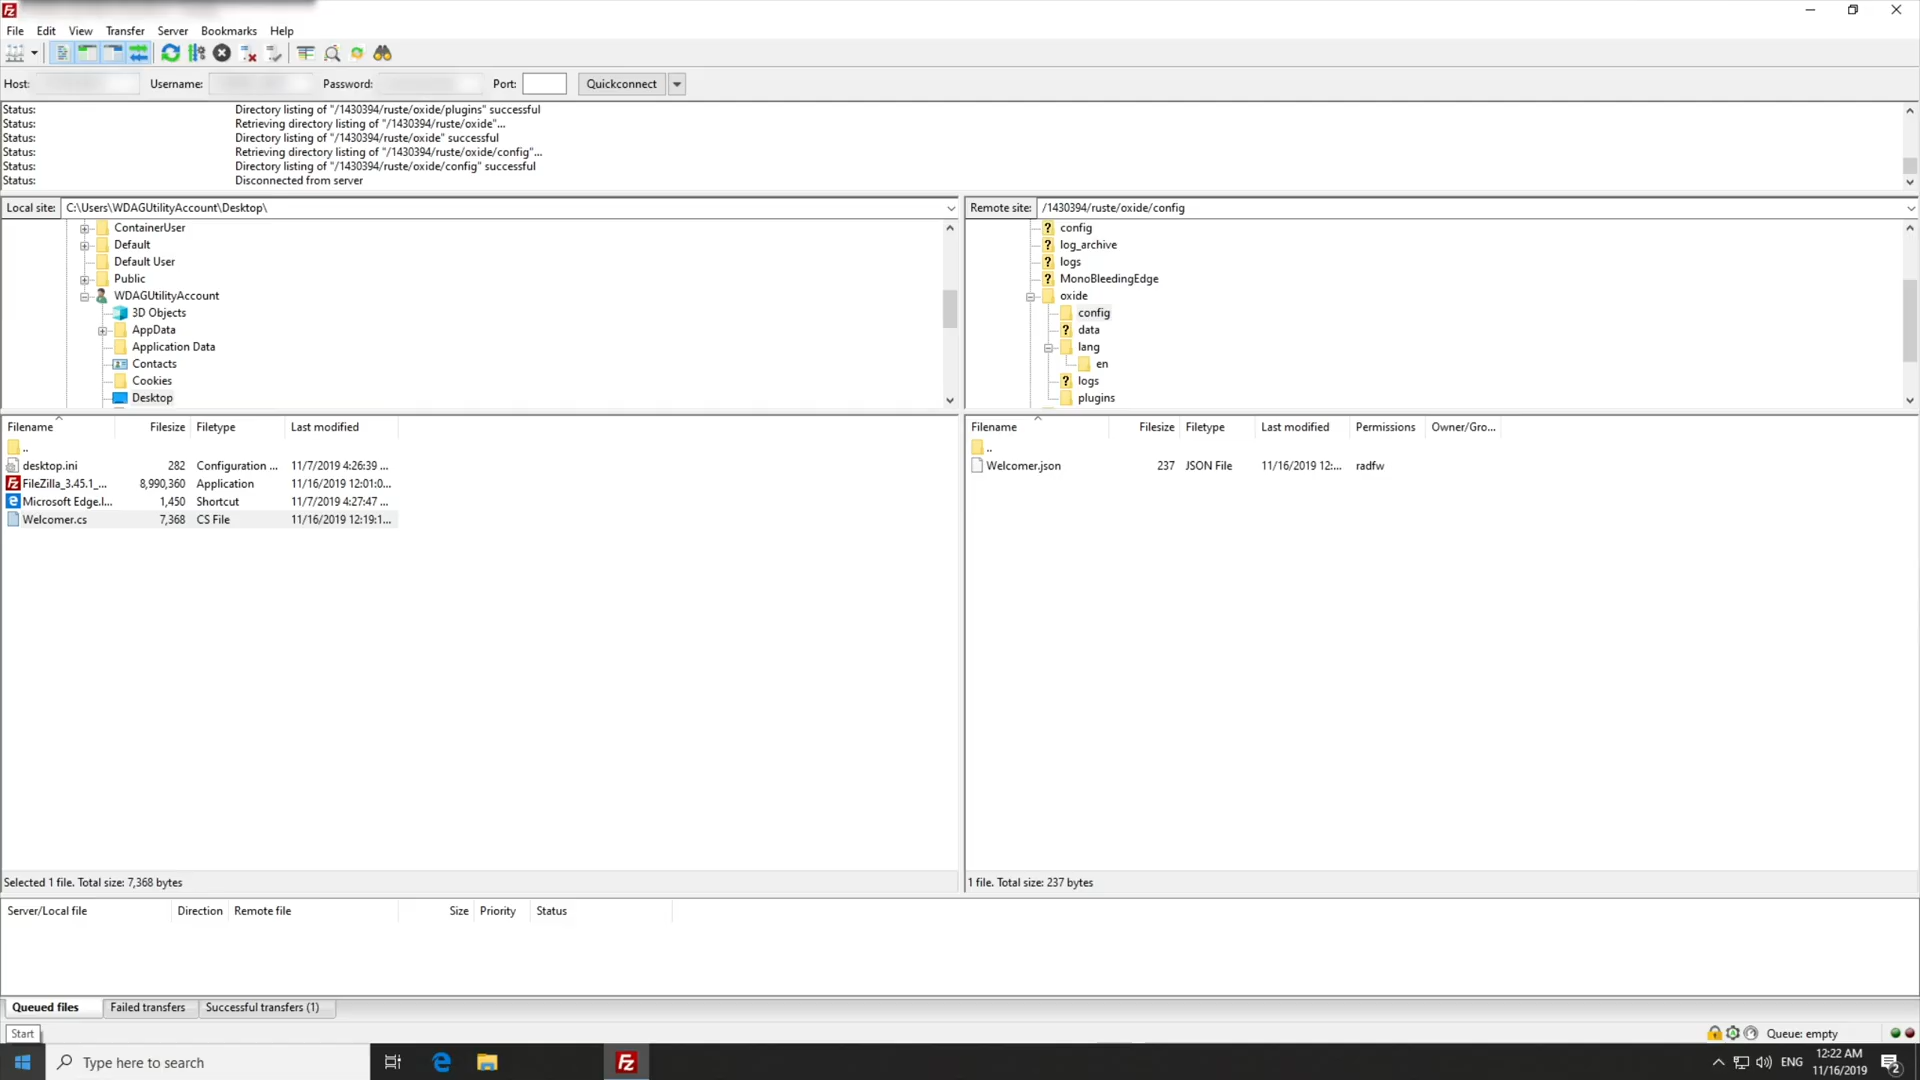 File Edit View Transfer Server Bookmarks Help
Host: Username: Password: Port: Quickconnect
Status: Directory listing of "/1430394/ruste/oxide/plugins" successful
Status: Retrieving directory listing of "/1430394/ruste/oxide"...
Status: Directory listing of "/1430394/ruste/oxide" successful
Status: Retrieving directory listing of "/1430394/ruste/oxide/config"...
Status: Directory listing of "/1430394/ruste/oxide/config" successful
Status: Disconnected from server
Local site: C:\Users\WDAGUtilityAccount\Desktop\
ContainerUser
Default
Default User
Public
WDAGUtilityAccount
3D Objects
AppData
Application Data
Contacts
Cookies
Desktop
Remote site: /1430394/ruste/oxide/config
config
log_archive
logs
MonoBleedingEdge
oxide
config
data
lang
en
logs
plugins
Filename Filesize Filetype Last modified
..
desktop.ini 282 Configuration ... 11/7/2019 4:26:39 ...
FileZilla_3.45.1_... 8,990,360 Application 11/16/2019 12:01:0...
Microsoft Edge.l... 1,450 Shortcut 11/7/2019 4:27:47 ...
Welcomer.cs 7,368 CS File 11/16/2019 12:19:1...
Selected 1 file. Total size: 7,368 bytes
Filename Filesize Filetype Last modified Permissions Owner/Gro...
..
Welcomer.json 237 JSON File 11/16/2019 12:... radfw
1 file. Total size: 237 bytes
Server/Local file Direction Remote file Size Priority Status
Queued files Failed transfers Successful transfers (1)
Start
Queue: empty
Type here to search
ENG
12:22 AM
11/16/2019
2